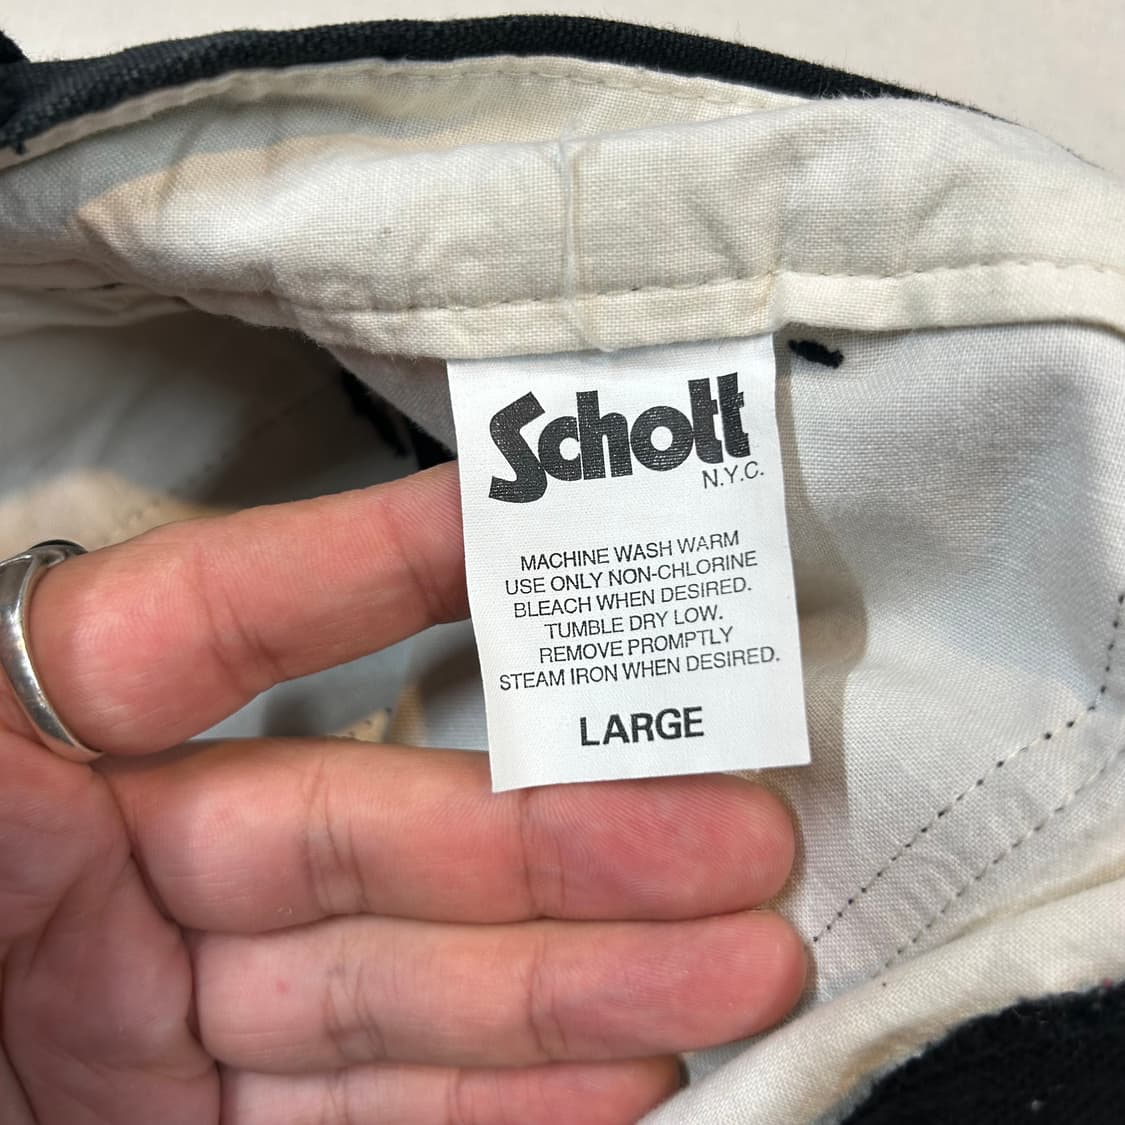 Schott
N.Y.C.
MACHINE WASH WARM
USE ONLY NON-CHLORINE
BLEACH WHEN DESIRED.
TUMBLE DRY LOW.
REMOVE PROMPTLY
STEAM IRON WHEN DESIRED.
LARGE